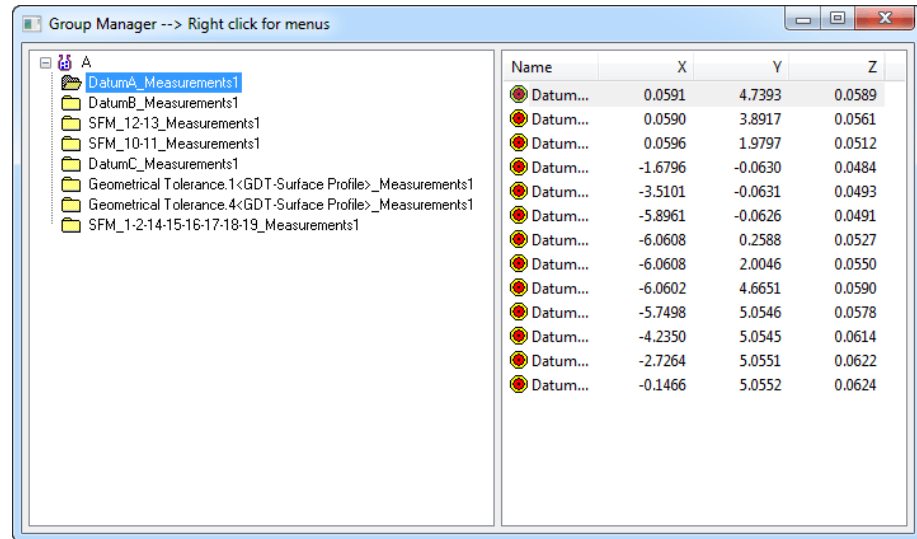 Group Manager --> Right click for menus
A
DatumA_Measurements1
DatumB_Measurements1
SFM_12-13_Measurements1
SFM_10-11_Measurements1
DatumC_Measurements1
Geometrical Tolerance.1<GDT-Surface Profile>_Measurements1
Geometrical Tolerance.4<GDT-Surface Profile>_Measurements1
SFM_1-2-14-15-16-17-18-19_Measurements1
Name X Y Z
Datum... 0.0591 4.7393 0.0589
Datum... 0.0590 3.8917 0.0561
Datum... 0.0596 1.9797 0.0512
Datum... -1.6796 -0.0630 0.0484
Datum... -3.5101 -0.0631 0.0493
Datum... -5.8961 -0.0626 0.0491
Datum... -6.0608 0.2588 0.0527
Datum... -6.0608 2.0046 0.0550
Datum... -6.0602 4.6651 0.0590
Datum... -5.7498 5.0546 0.0578
Datum... -4.2350 5.0545 0.0614
Datum... -2.7264 5.0551 0.0622
Datum... -0.1466 5.0552 0.0624